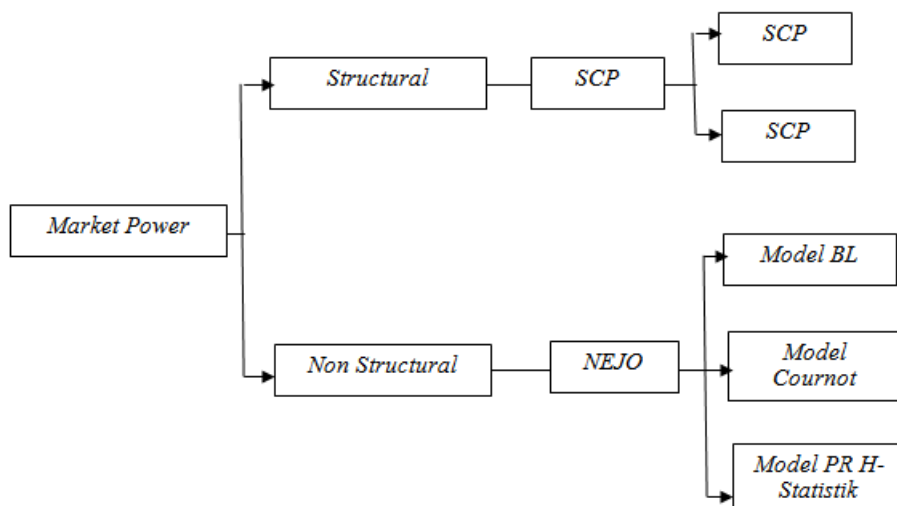 SCP
Structural
SCP
SCP
Market Power
Model BL
Non Structural
NEJO
Model
Cournot
Model PR H-
Statistik